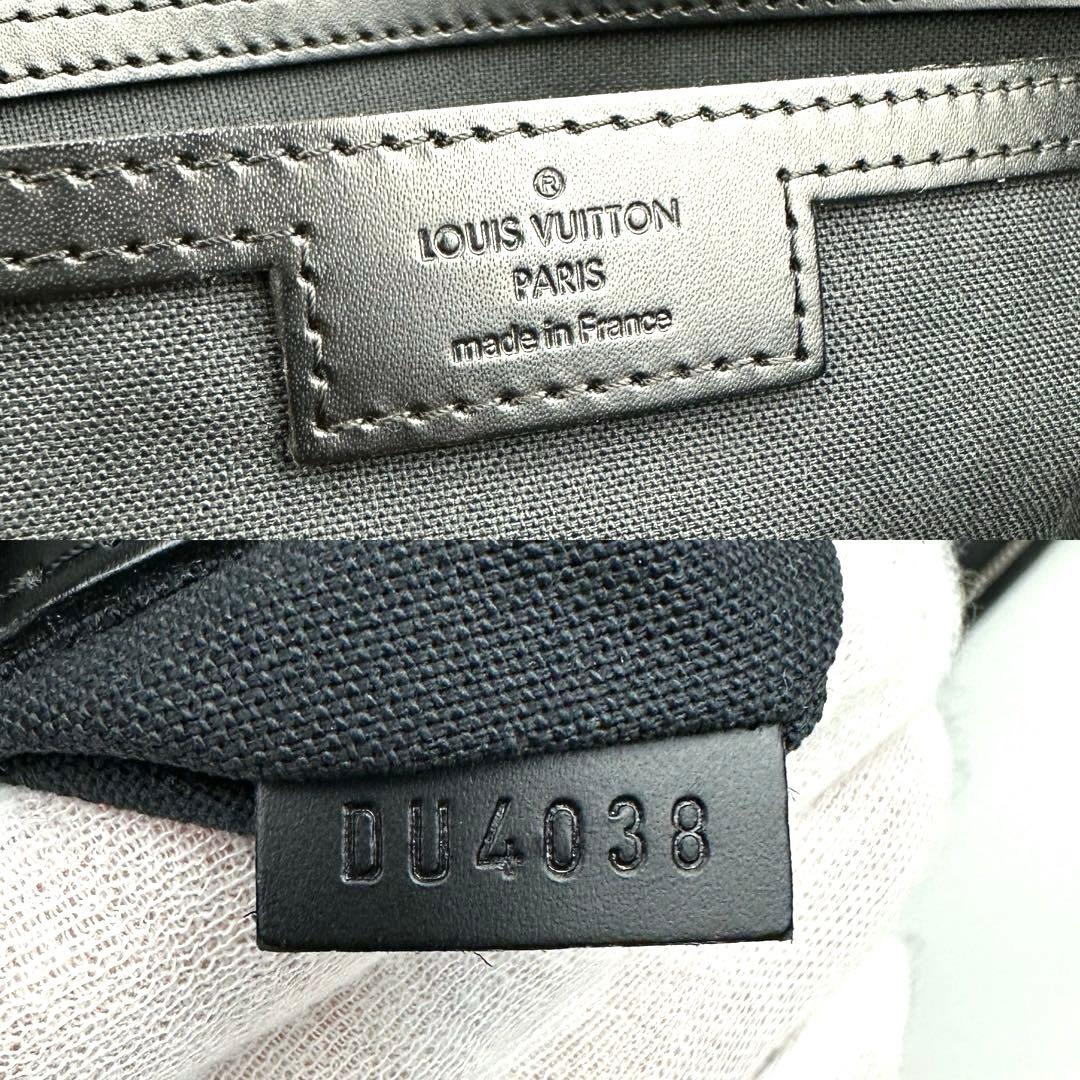 ®
LOUIS VUITTON
PARIS
made in France
DU4038